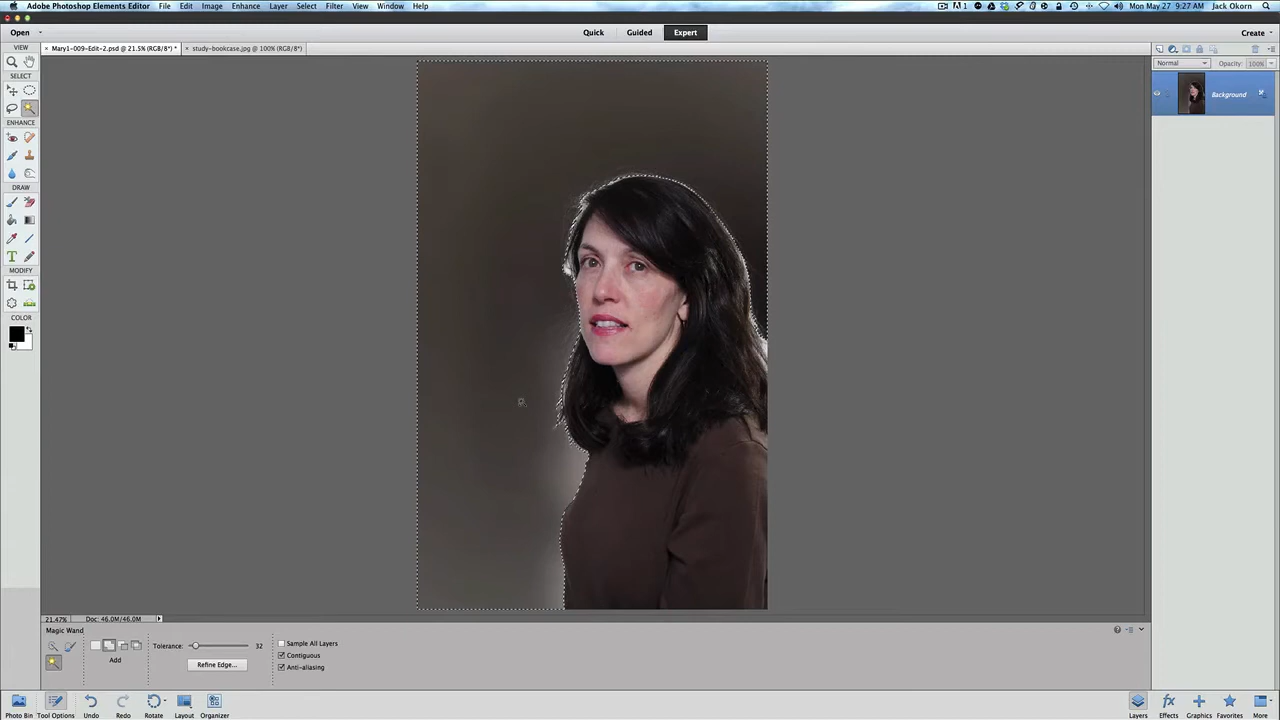 Adobe Photoshop Elements Editor File Edit Image Enhance Layer Select Filter View Window Help
1 Mon May 27 9:27 AM Jack Okorn
Open Quick Guided Expert Create
VIEW
× Mary1-009-Edit-2.psd @ 21.5% (RGB/8*) * × study-bookcase.jpg @ 100% (RGB/8*)
Normal Opacity: 100%
SELECT
Background
ENHANCE
DRAW
T
MODIFY
COLOR
21.47% Doc: 46.0M/46.0M
Magic Wand
Tolerance: 32
Sample All Layers
Contiguous
Add
Refine Edge...
Anti-aliasing
Photo Bin Tool Options Undo Redo Rotate Layout Organizer Layers Effects Graphics Favorites More